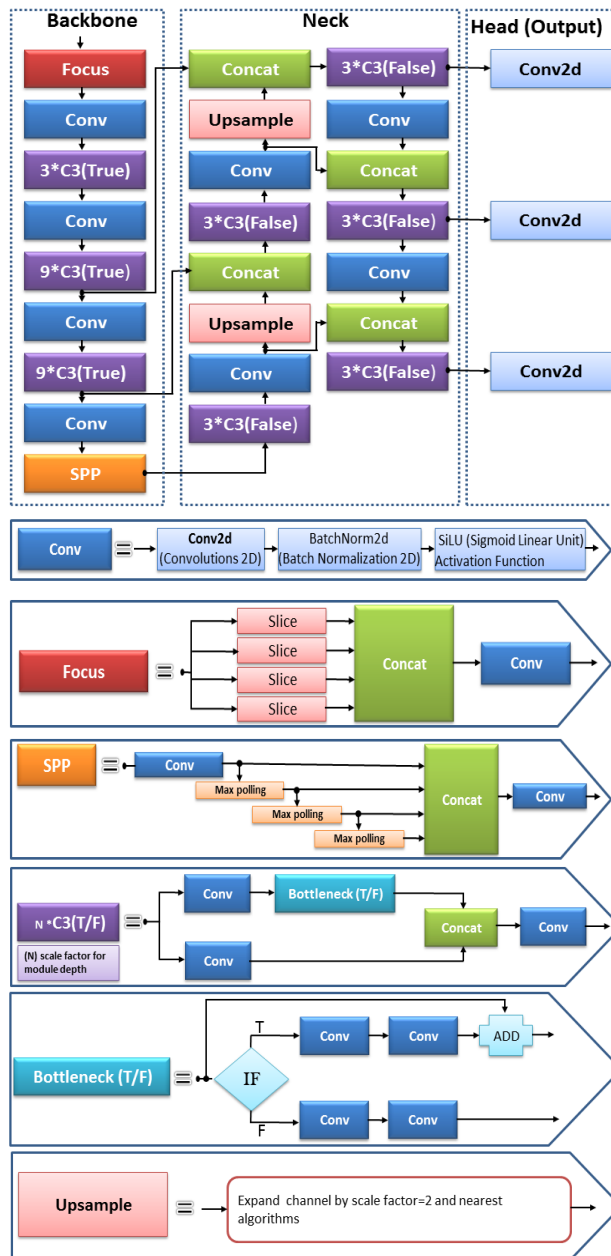 Backbone
Neck
Head (Output)
Focus
Conv
3*C3(True)
Conv
9*C3(True)
Conv
9*C3(True)
Conv
SPP
Concat
Upsample
Conv
3*C3(False)
Concat
Upsample
Conv
3*C3(False)
3*C3(False)
Conv
Concat
3*C3(False)
Conv
Concat
3*C3(False)
Conv2d
Conv2d
Conv2d
Conv
Conv2d
(Convolutions 2D)
BatchNorm2d
(Batch Normalization 2D)
SiLU (Sigmoid Linear Unit)
Activation Function
Focus
Slice
Slice
Slice
Slice
Concat
Conv
SPP
Conv
Max polling
Max polling
Max polling
Concat
Conv
N *C3(T/F)
(N) scale factor for
module depth
Conv
Bottleneck (T/F)
Conv
Concat
Conv
Bottleneck (T/F)
IF
T
Conv
Conv
ADD
F
Conv
Conv
Upsample
Expand channel by scale factor=2 and nearest
algorithms